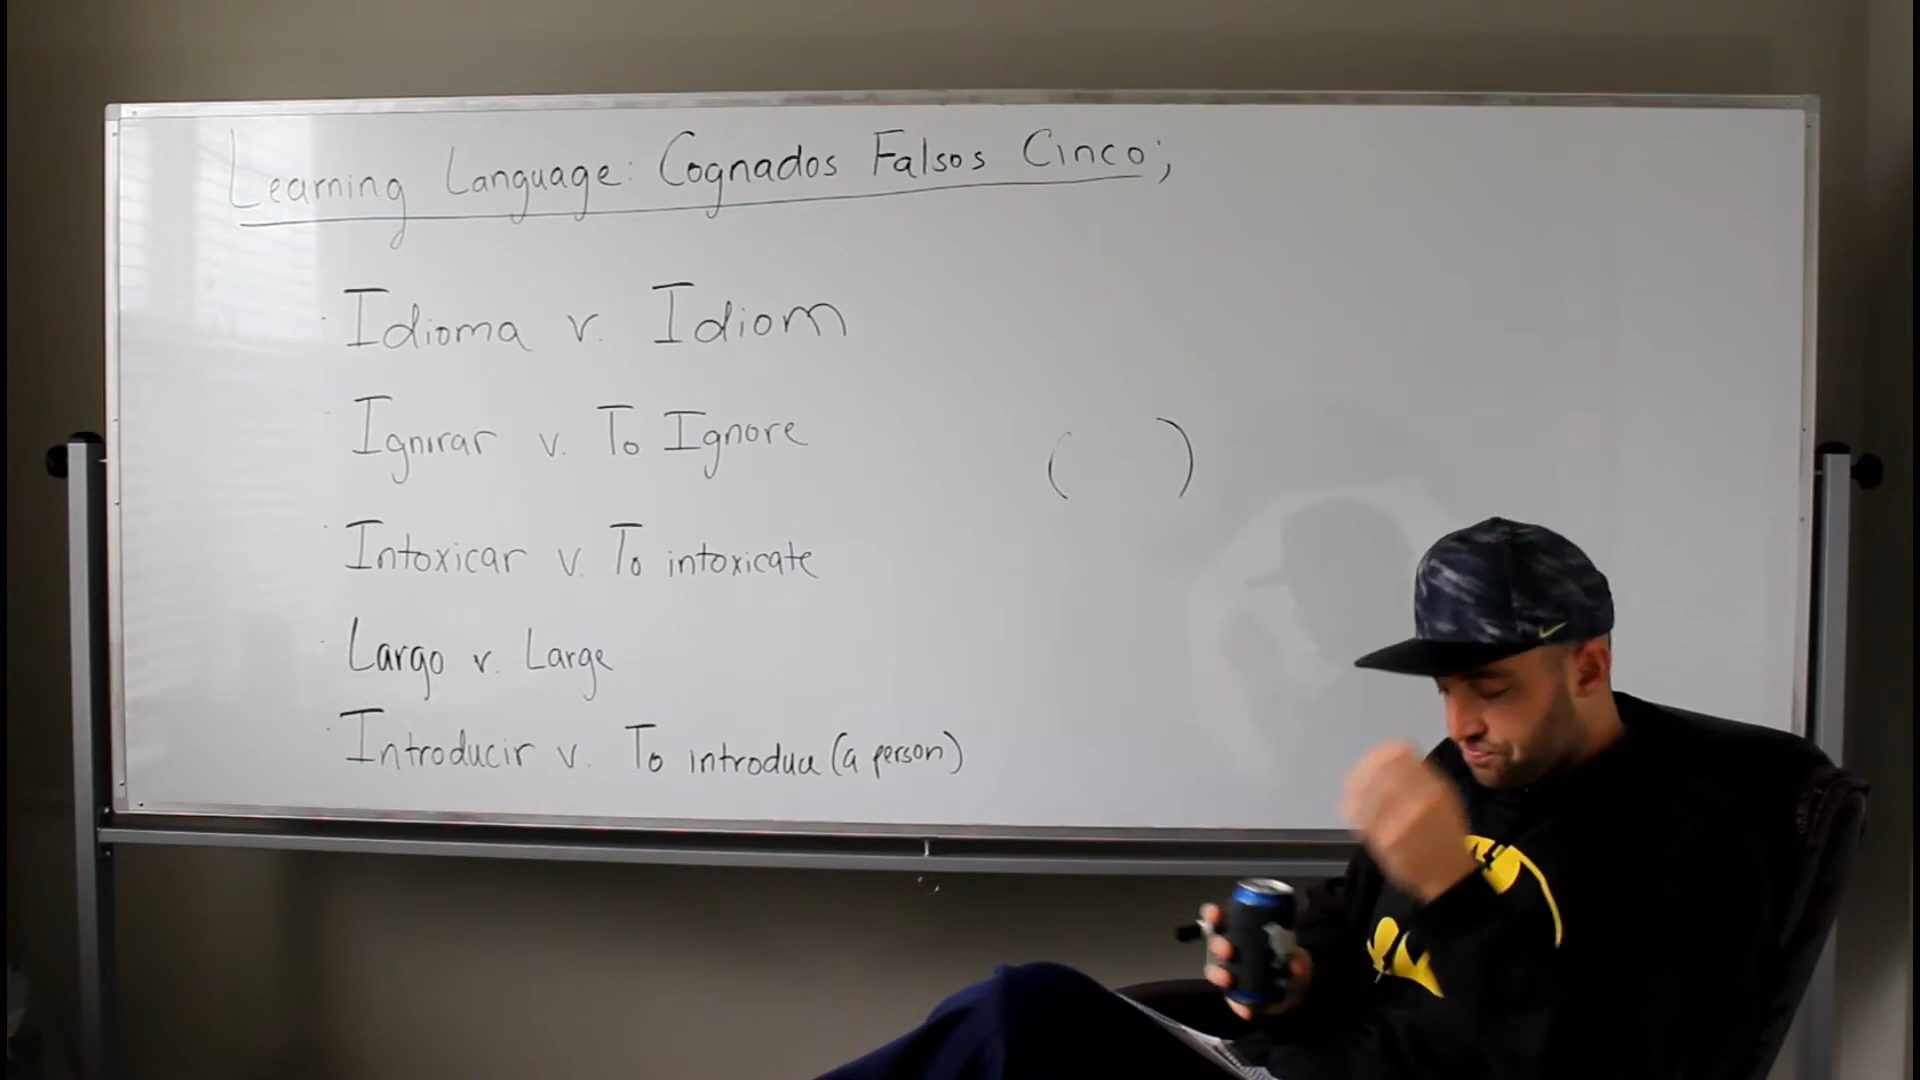 Learning Language: Cognados Falsos Cinco;
Idioma v. Idiom
Ignirar v. To Ignore
( )
Intoxicar v. To intoxicate
Largo v. Large
Introducir v. To introduce (a person)